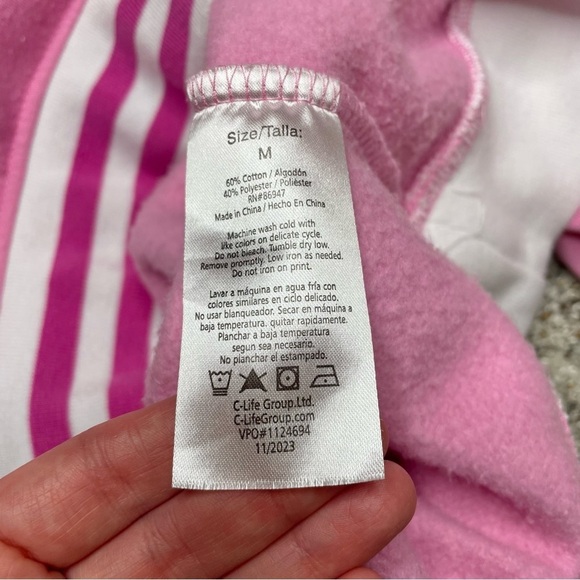 Size/Talla:
M
60% Cotton / Algodón
40% Polyester / Poliéster
RN#86947
Made in China / Hecho En China
Machine wash cold with
like colors on delicate cycle.
Do not bleach. Tumble dry low.
Remove promptly. Low iron as needed.
Do not iron on print.
Lavar a máquina en agua fría con
colores similares en ciclo delicado.
No usar blanqueador. Secar en máquina a
baja temperatura. quitar rapidamente.
Planchar a baja temperatura
segun sea necesario.
No planchar el estampado.
C-Life Group.Ltd.
C-LifeGroup.com
VPO#1124694
11/2023